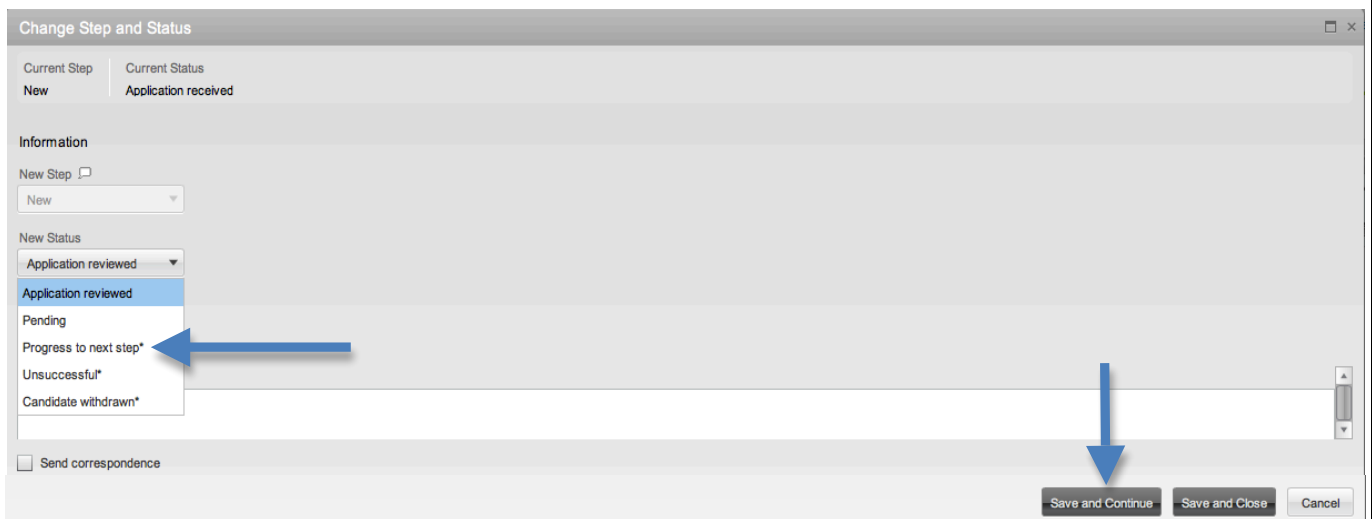 Change Step and Status
Current Step Current Status
New Application received
Information
New Step
New
New Status
Application reviewed
Application reviewed
Pending
Progress to next step*
Unsuccessful*
Candidate withdrawn*
Send correspondence
Save and Continue Save and Close Cancel